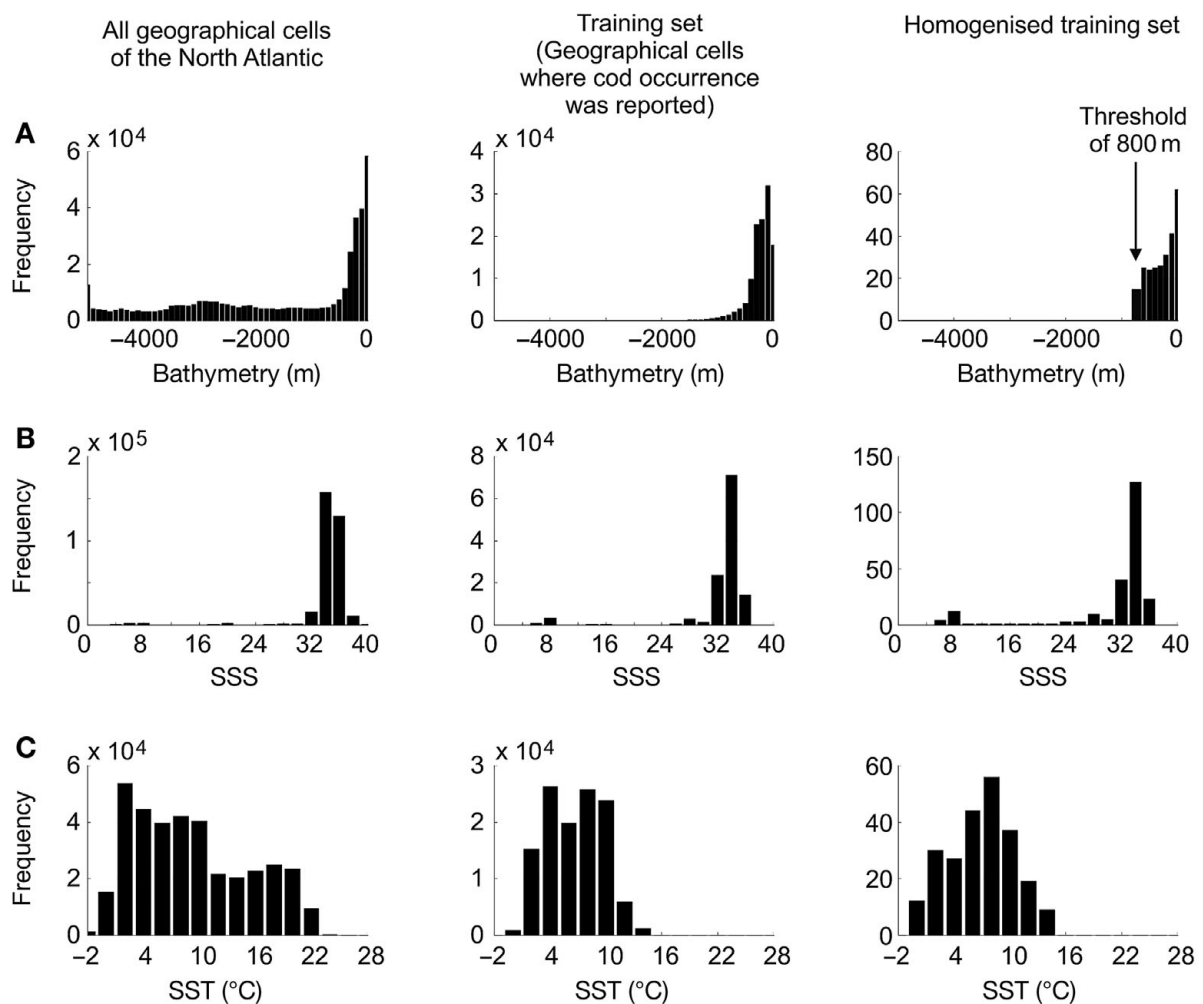 All geographical cells
of the North Atlantic
Training set
(Geographical cells
where cod occurrence
was reported)
Homogenised training set
A
x 10⁴
6
4
2
0
Frequency
–4000
–2000
0
Bathymetry (m)
x 10⁴
4
3
2
1
0
–4000
–2000
0
Bathymetry (m)
Threshold
of 800 m
80
60
40
20
0
–4000
–2000
0
Bathymetry (m)
B
x 10⁵
2
1
0
Frequency
0 8 16 24 32 40
SSS
x 10⁴
8
6
4
2
0
0 8 16 24 32 40
SSS
150
100
50
0
0 8 16 24 32 40
SSS
C
x 10⁴
6
4
2
0
Frequency
–2 4 10 16 22 28
SST (°C)
x 10⁴
3
2
1
0
–2 4 10 16 22 28
SST (°C)
60
40
20
0
–2 4 10 16 22 28
SST (°C)